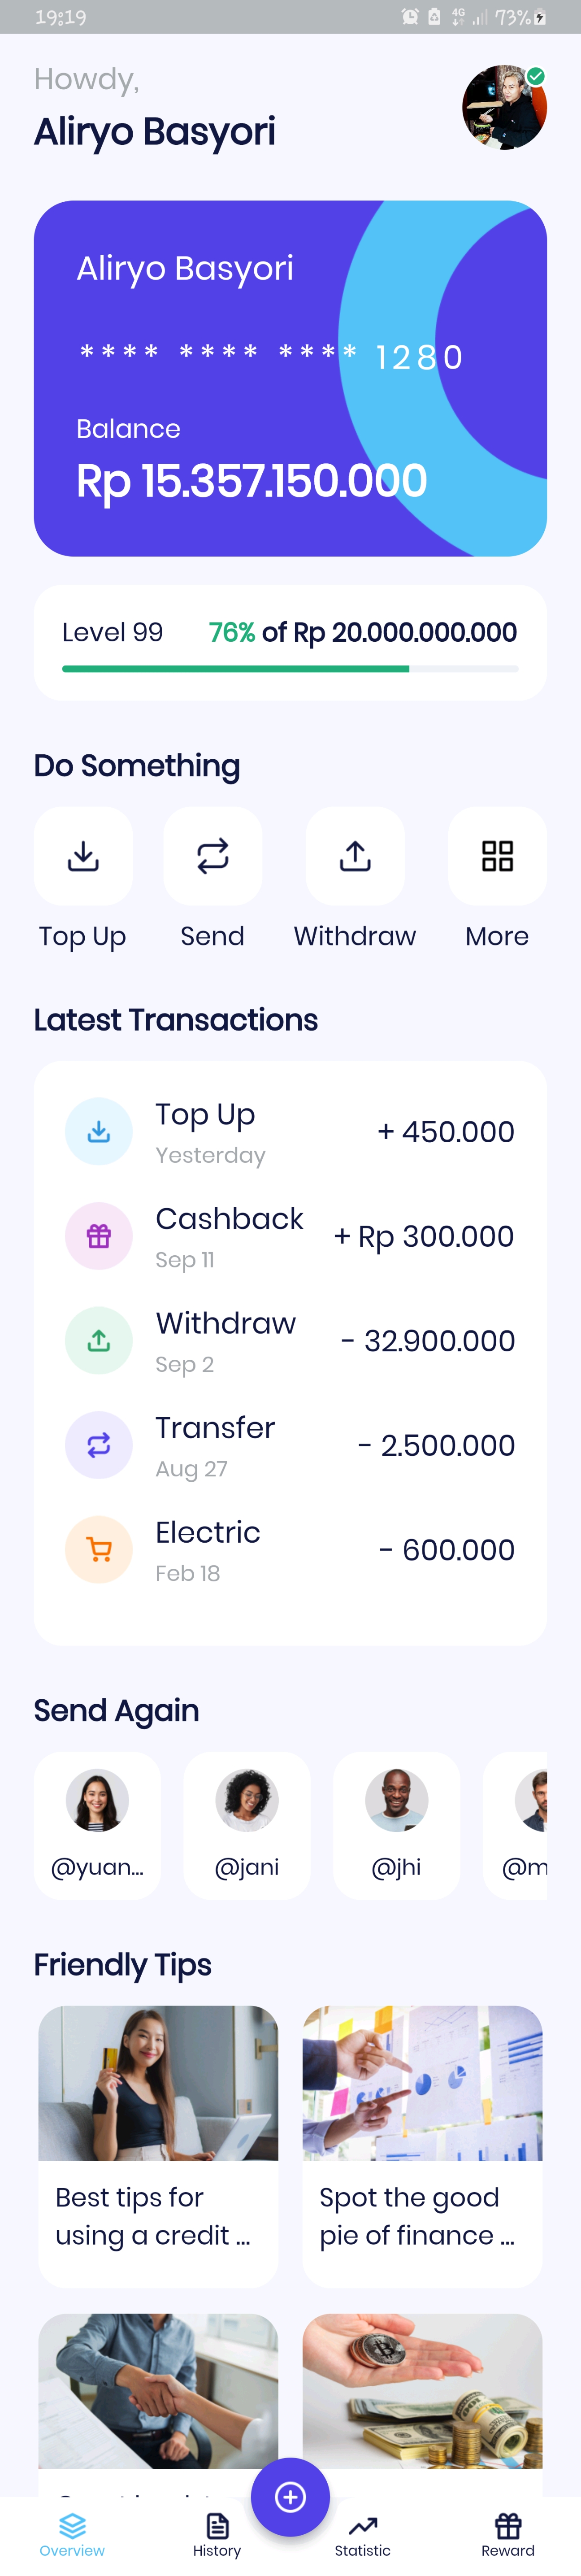 19:19
4G
73%
Howdy,
Aliryo Basyori
Aliryo Basyori
**** **** **** 1280
Balance
Rp 15.357.150.000
Level 99
76% of Rp 20.000.000.000
Do Something
Top Up
Send
Withdraw
More
Latest Transactions
Top Up
+ 450.000
Yesterday
Cashback
+ Rp 300.000
Sep 11
Withdraw
- 32.900.000
Sep 2
Transfer
- 2.500.000
Aug 27
Electric
- 600.000
Feb 18
Send Again
@yuan...
@jani
@jhi
@m
Friendly Tips
Best tips for
using a credit ...
Spot the good
pie of finance ...
Overview
History
Statistic
Reward